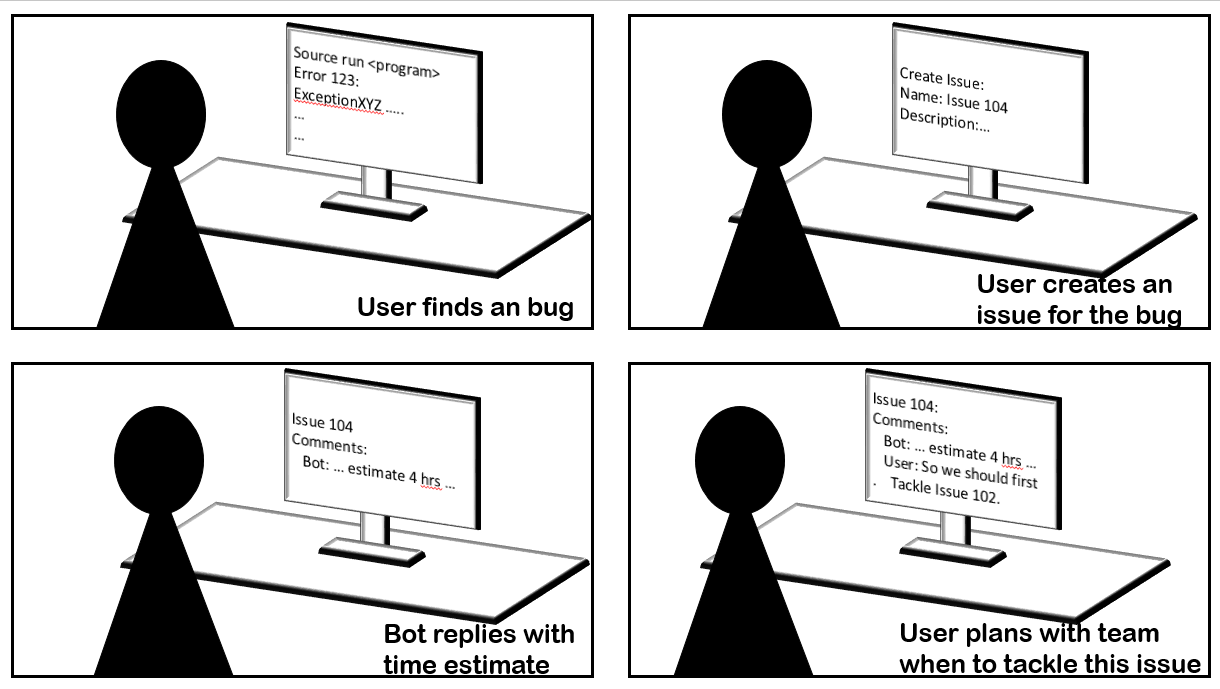 Source run <program>
Error 123:
ExceptionXYZ .....
...
...
User finds an bug
Create Issue:
Name: Issue 104
Description:...
User creates an
issue for the bug
Issue 104
Comments:
Bot: ... estimate 4 hrs ...
Bot replies with
time estimate
Issue 104:
Comments:
Bot: ... estimate 4 hrs ...
User: So we should first
. Tackle Issue 102.
User plans with team
when to tackle this issue